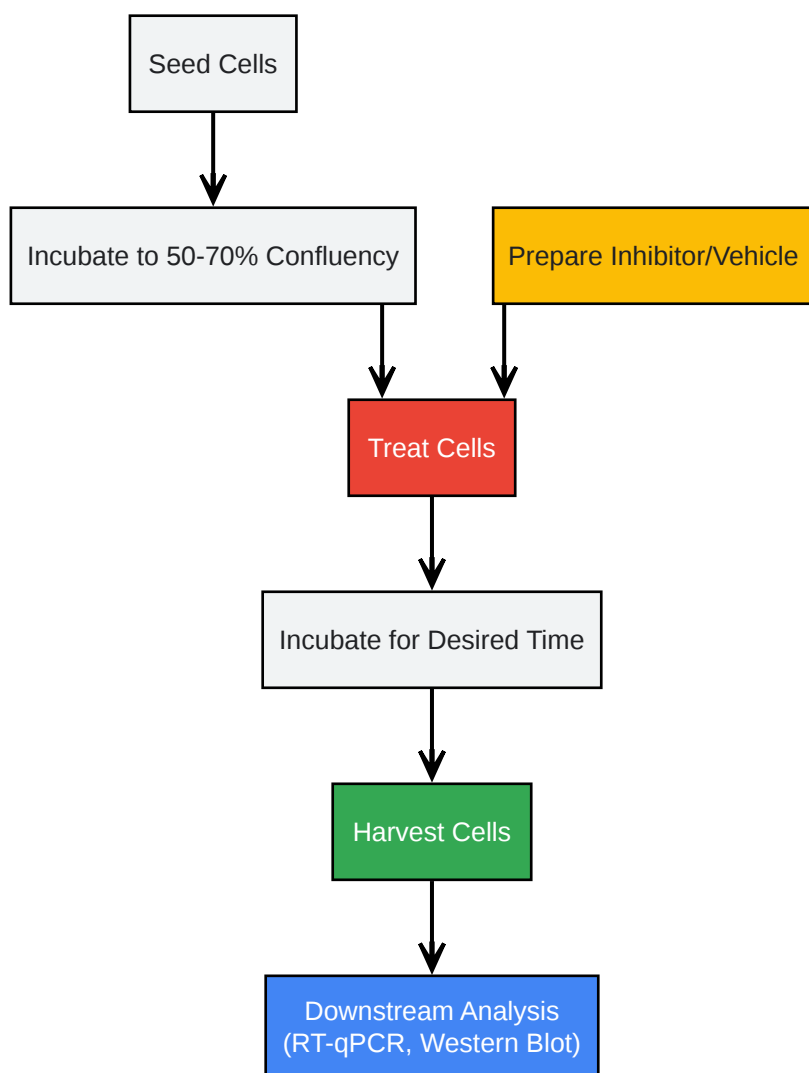 Seed Cells
Incubate to 50-70% Confluency
Prepare Inhibitor/Vehicle
Treat Cells
Incubate for Desired Time
Harvest Cells
Downstream Analysis
(RT-qPCR, Western Blot)